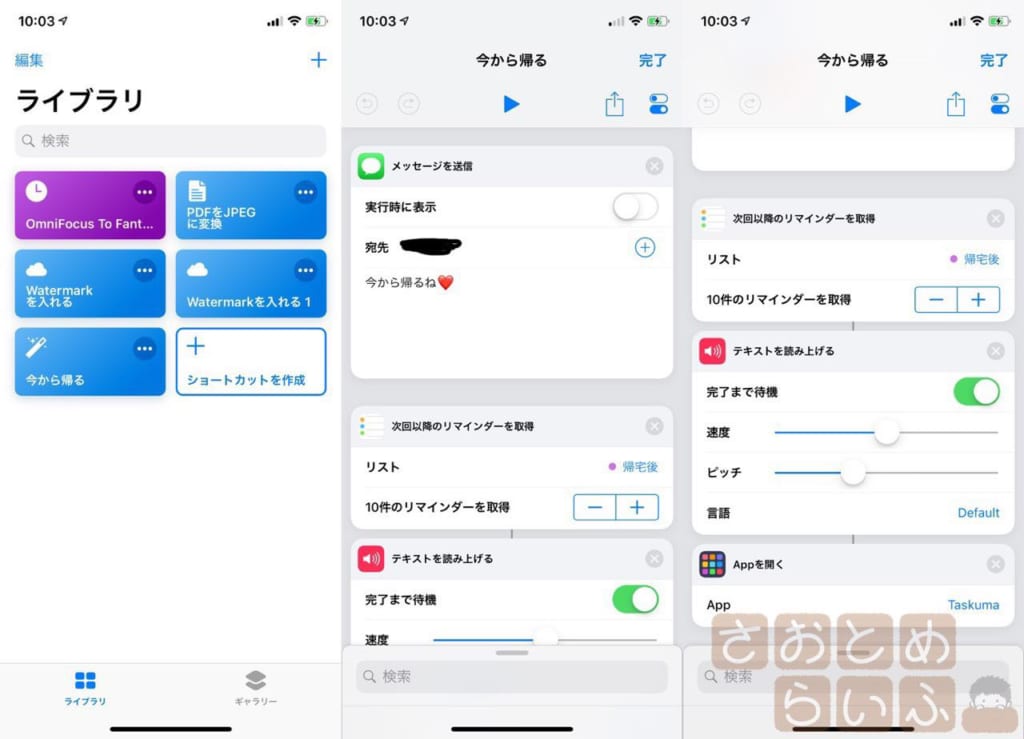 10:03
編集
ライブラリ
検索
OmniFocus To Fant...
PDFをJPEG
に変換
Watermark
を入れる
Watermarkを入れる 1
今から帰る
ショートカットを作成
ライブラリ
ギャラリー
10:03
今から帰る
完了
メッセージを送信
実行時に表示
宛先
今から帰るね❤️
次回以降のリマインダーを取得
リスト
帰宅後
10件のリマインダーを取得
テキストを読み上げる
完了まで待機
速度
検索
10:03
今から帰る
完了
次回以降のリマインダーを取得
リスト
帰宅後
10件のリマインダーを取得
テキストを読み上げる
完了まで待機
速度
ピッチ
言語
Default
Appを開く
App
Taskuma
検索
さおとめ
らいふ